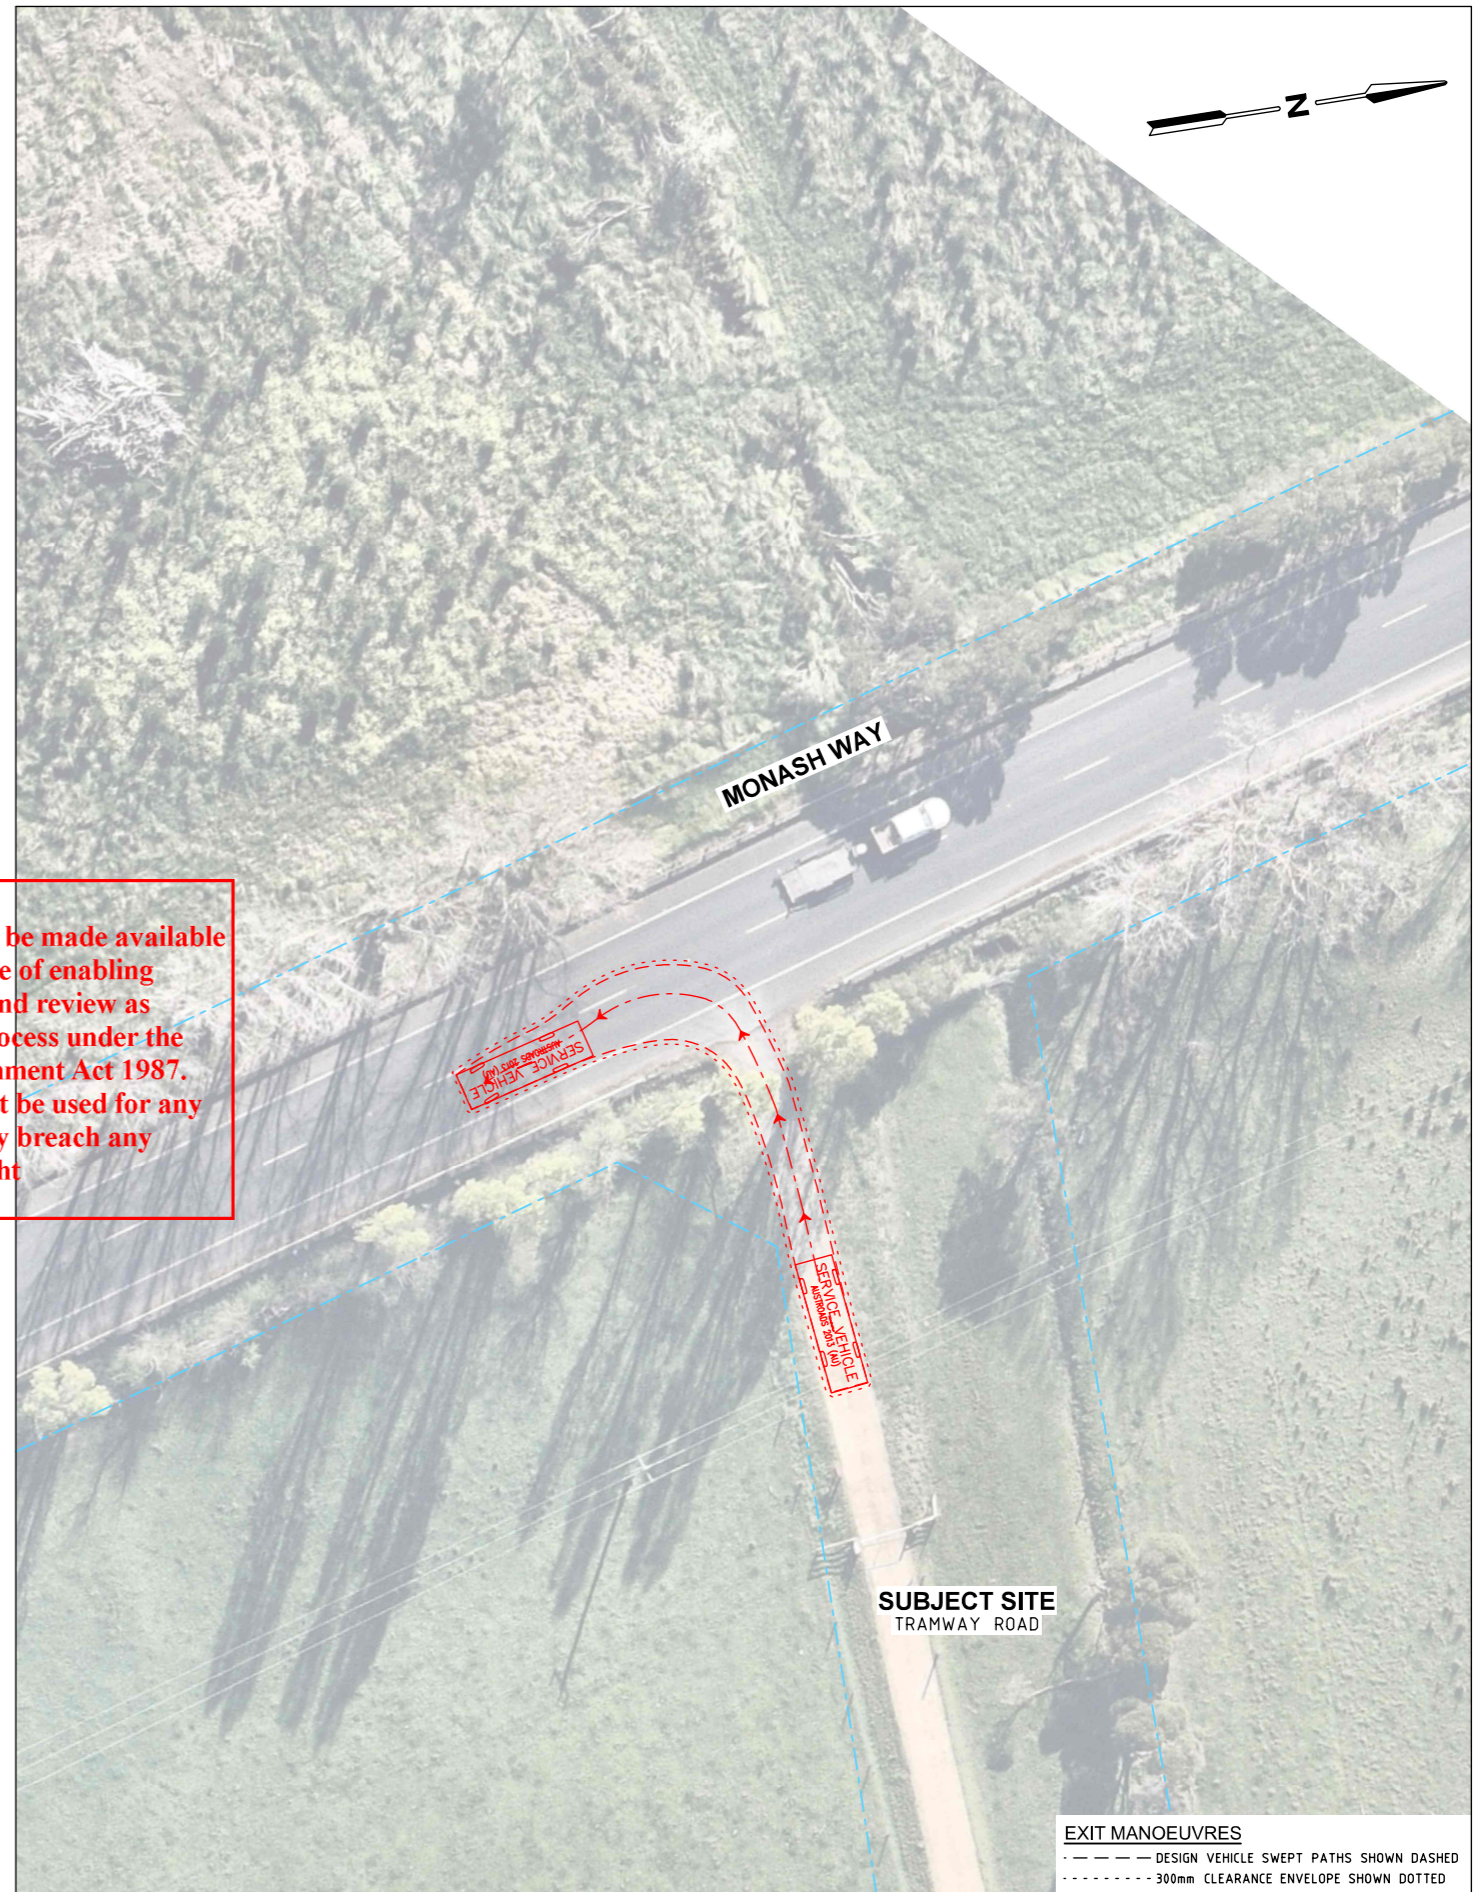 N
MONASH WAY
be made available
e of enabling
nd review as
ocess under the
nment Act 1987.
t be used for any
y breach any
ht
SERVICE VEHICLE
AUSTROADS 2013 (AU)
SERVICE VEHICLE
AUSTROADS 2013 (AU)
SUBJECT SITE
TRAMWAY ROAD
EXIT MANOEUVRES
DESIGN VEHICLE SWEPT PATHS SHOWN DASHED
300mm CLEARANCE ENVELOPE SHOWN DOTTED